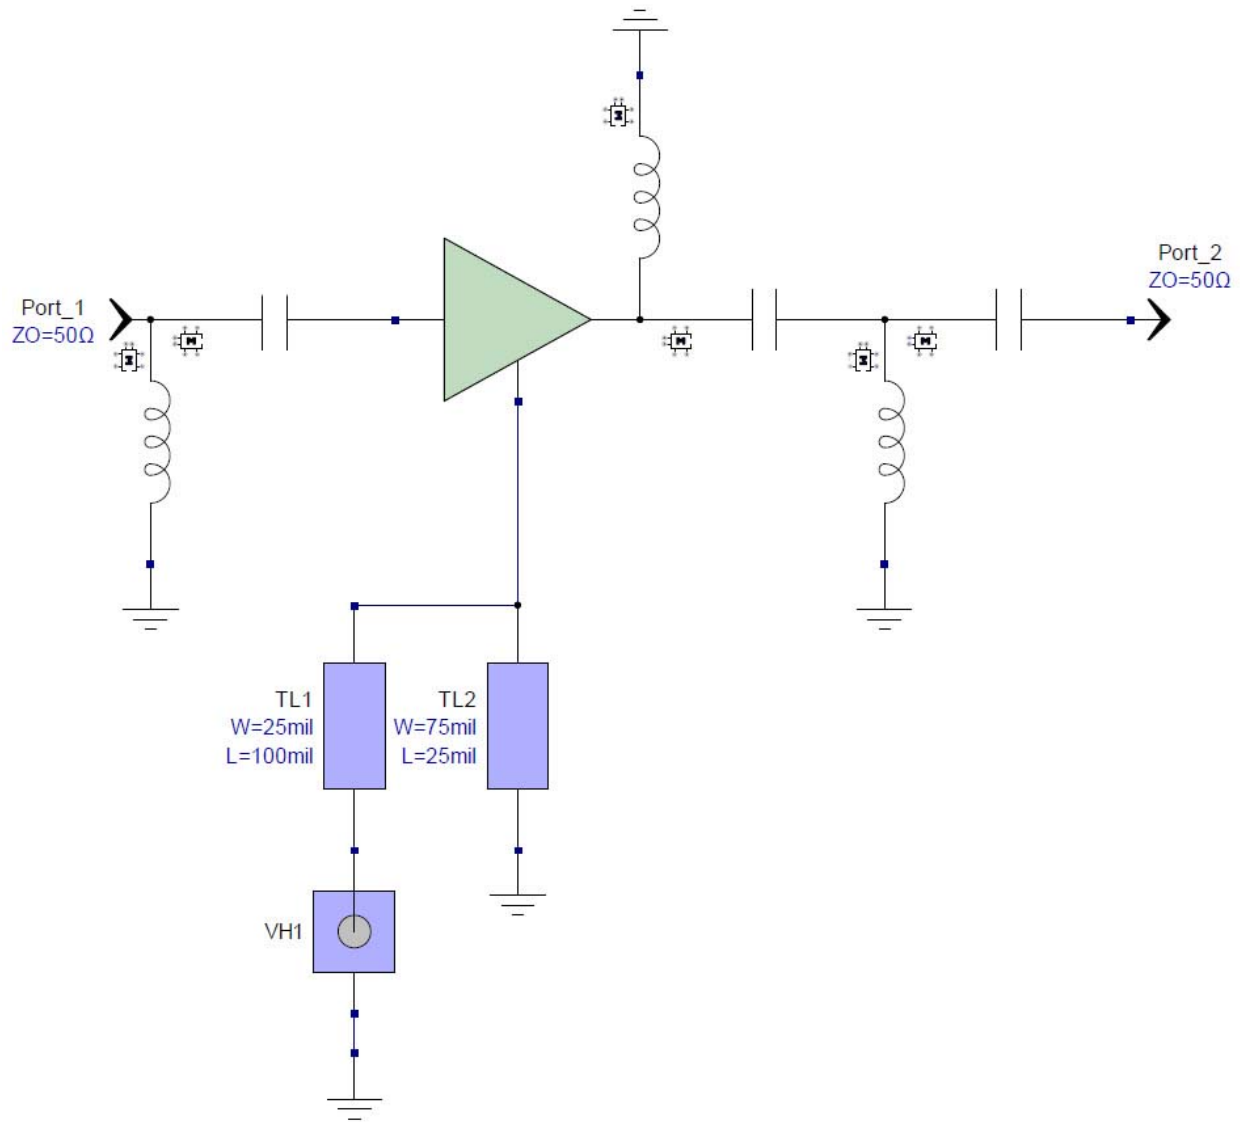 Port_1
ZO=50Ω
Port_2
ZO=50Ω
TL1
W=25mil
L=100mil
TL2
W=75mil
L=25mil
VH1